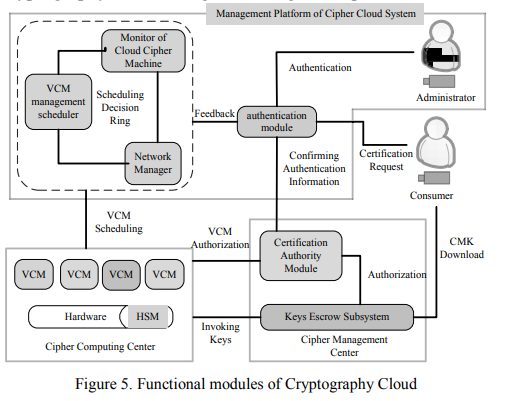 Management Platform of Cipher Cloud System
Monitor of
Cloud Cipher
Machine
VCM
management
scheduler
Scheduling
Decision
Ring
Network
Manager
Feedback
authentication
module
Authentication
Administrator
Certification
Request
Consumer
Confirming
Authentication
Information
VCM
Scheduling
VCM
Authorization
Certification
Authority
Module
Authorization
CMK
Download
VCM
VCM
VCM
VCM
Hardware
HSM
Cipher Computing Center
Invoking
Keys
Keys Escrow Subsystem
Cipher Management
Center
Figure 5. Functional modules of Cryptography Cloud